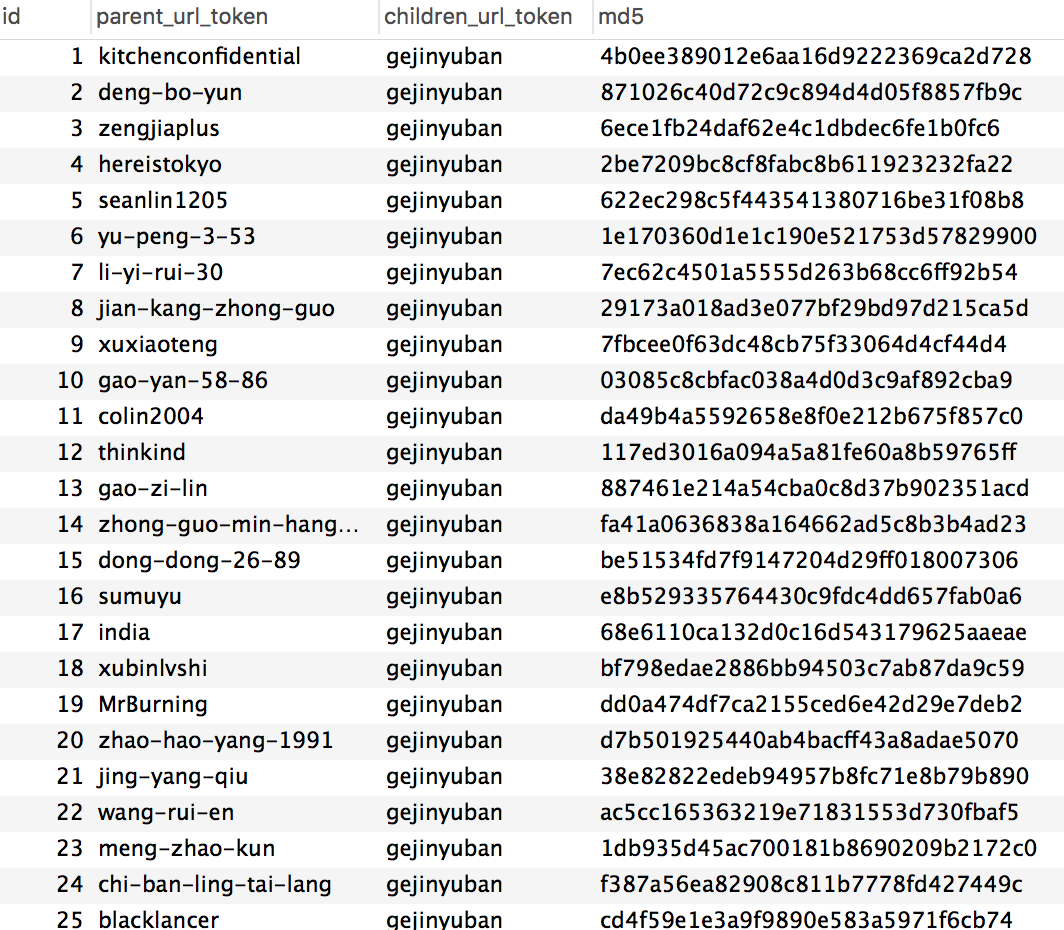 id parent_url_token children_url_token md5
1 kitchenconfidential gejinyuban 4b0ee389012e6aa16d9222369ca2d728
2 deng-bo-yun gejinyuban 871026c40d72c9c894d4d05f8857fb9c
3 zengjiaplus gejinyuban 6ece1fb24daf62e4c1dbdec6fe1b0fc6
4 hereistokyo gejinyuban 2be7209bc8cf8fabc8b611923232fa22
5 seanlin1205 gejinyuban 622ec298c5f443541380716be31f08b8
6 yu-peng-3-53 gejinyuban 1e170360d1e1c190e521753d57829900
7 li-yi-rui-30 gejinyuban 7ec62c4501a5555d263b68cc6ff92b54
8 jian-kang-zhong-guo gejinyuban 29173a018ad3e077bf29bd97d215ca5d
9 xuxiaoteng gejinyuban 7fbcee0f63dc48cb75f33064d4cf44d4
10 gao-yan-58-86 gejinyuban 03085c8cbfac038a4d0d3c9af892cba9
11 colin2004 gejinyuban da49b4a5592658e8f0e212b675f857c0
12 thinkind gejinyuban 117ed3016a094a5a81fe60a8b59765ff
13 gao-zi-lin gejinyuban 887461e214a54cba0c8d37b902351acd
14 zhong-guo-min-hang... gejinyuban fa41a0636838a164662ad5c8b3b4ad23
15 dong-dong-26-89 gejinyuban be51534fd7f9147204d29ff018007306
16 sumuyu gejinyuban e8b529335764430c9fdc4dd657fab0a6
17 india gejinyuban 68e6110ca132d0c16d543179625aaeae
18 xubinlvshi gejinyuban bf798edae2886bb94503c7ab87da9c59
19 MrBurning gejinyuban dd0a474df7ca2155ced6e42d29e7deb2
20 zhao-hao-yang-1991 gejinyuban d7b501925440ab4bacff43a8adae5070
21 jing-yang-qiu gejinyuban 38e82822edeb94957b8fc71e8b79b890
22 wang-rui-en gejinyuban ac5cc165363219e71831553d730fbaf5
23 meng-zhao-kun gejinyuban 1db935d45ac700181b8690209b2172c0
24 chi-ban-ling-tai-lang gejinyuban f387a56ea82908c811b7778fd427449c
25 blacklancer gejinyuban cd4f59e1e3a9f9890e583a5971f6cb74